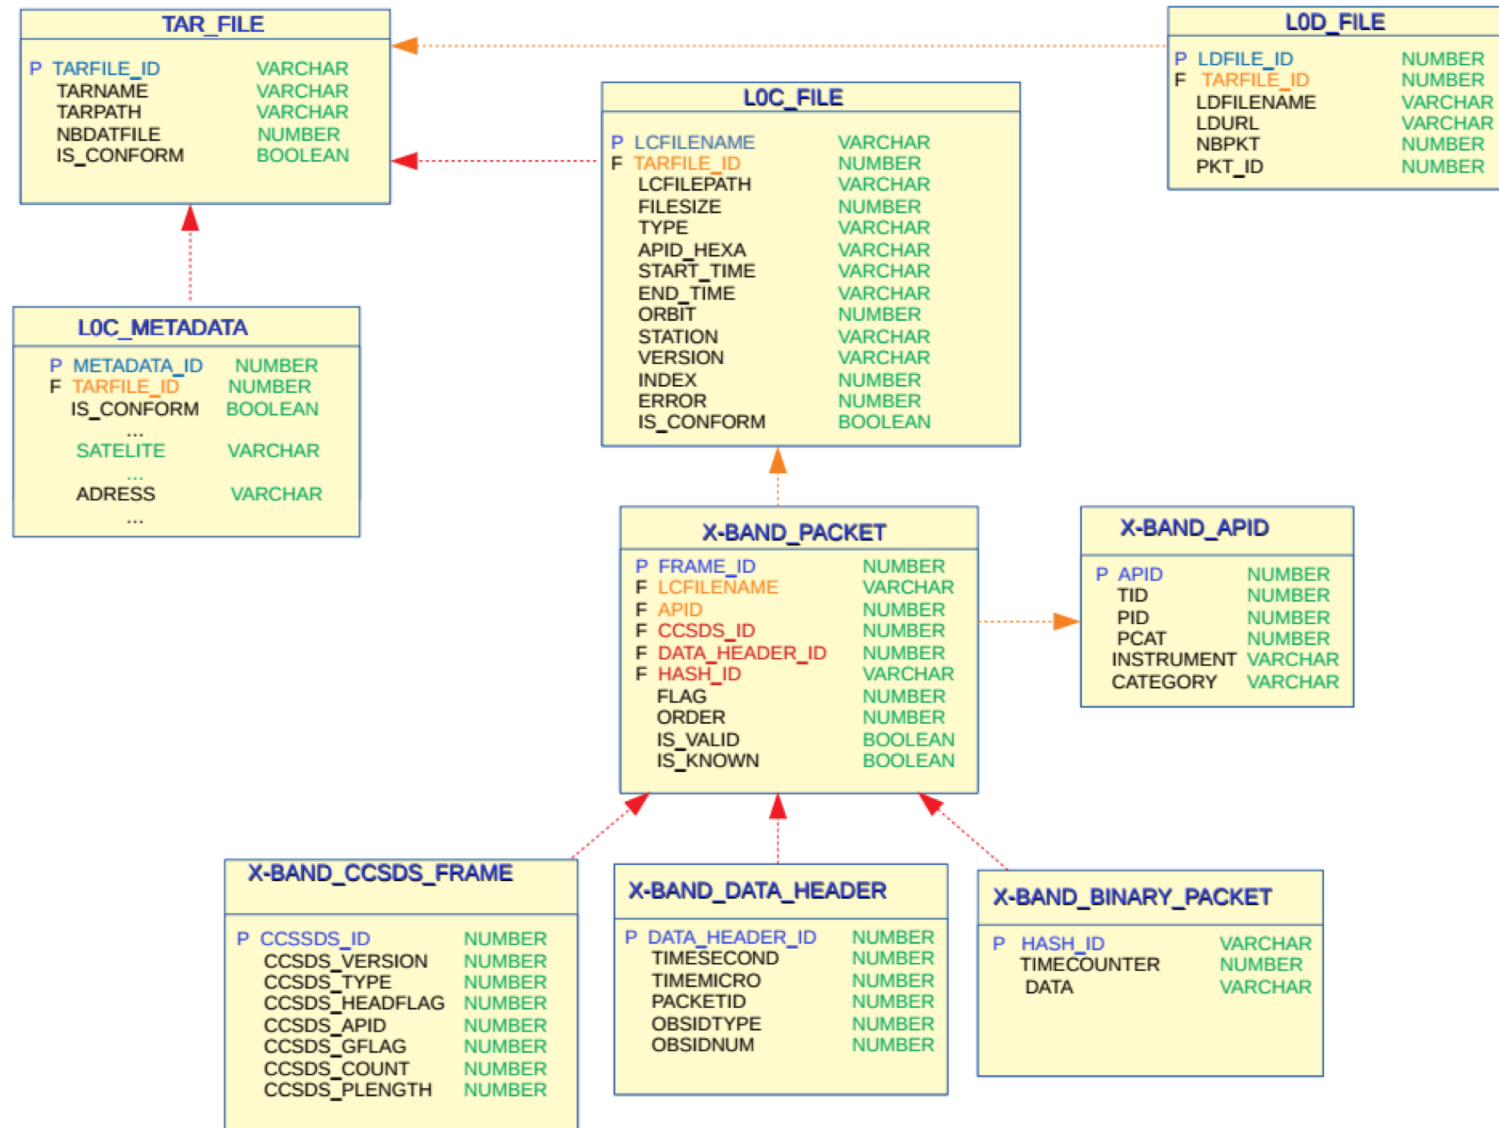 TAR_FILE
P TARFILE_ID VARCHAR
TARNAME VARCHAR
TARPATH VARCHAR
NBDATFILE NUMBER
IS_CONFORM BOOLEAN
L0D_FILE
P LDFILE_ID NUMBER
F TARFILE_ID NUMBER
LDFILENAME VARCHAR
LDURL VARCHAR
NBPKT NUMBER
PKT_ID NUMBER
L0C_FILE
P LCFILENAME VARCHAR
F TARFILE_ID NUMBER
LCFILEPATH VARCHAR
FILESIZE NUMBER
TYPE VARCHAR
APID_HEXA VARCHAR
START_TIME VARCHAR
END_TIME VARCHAR
ORBIT NUMBER
STATION VARCHAR
VERSION VARCHAR
INDEX NUMBER
ERROR NUMBER
IS_CONFORM BOOLEAN
L0C_METADATA
P METADATA_ID NUMBER
F TARFILE_ID NUMBER
IS_CONFORM BOOLEAN
...
SATELITE VARCHAR
...
ADRESS VARCHAR
...
X-BAND_PACKET
P FRAME_ID NUMBER
F LCFILENAME VARCHAR
F APID NUMBER
F CCSDS_ID NUMBER
F DATA_HEADER_ID NUMBER
F HASH_ID VARCHAR
FLAG NUMBER
ORDER NUMBER
IS_VALID BOOLEAN
IS_KNOWN BOOLEAN
X-BAND_APID
P APID NUMBER
TID NUMBER
PID NUMBER
PCAT NUMBER
INSTRUMENT VARCHAR
CATEGORY VARCHAR
X-BAND_CCSDS_FRAME
P CCSSDS_ID NUMBER
CCSDS_VERSION NUMBER
CCSDS_TYPE NUMBER
CCSDS_HEADFLAG NUMBER
CCSDS_APID NUMBER
CCSDS_GFLAG NUMBER
CCSDS_COUNT NUMBER
CCSDS_PLENGTH NUMBER
X-BAND_DATA_HEADER
P DATA_HEADER_ID NUMBER
TIMESECOND NUMBER
TIMEMICRO NUMBER
PACKETID NUMBER
OBSIDTYPE NUMBER
OBSIDNUM NUMBER
X-BAND_BINARY_PACKET
P HASH_ID VARCHAR
TIMECOUNTER NUMBER
DATA VARCHAR